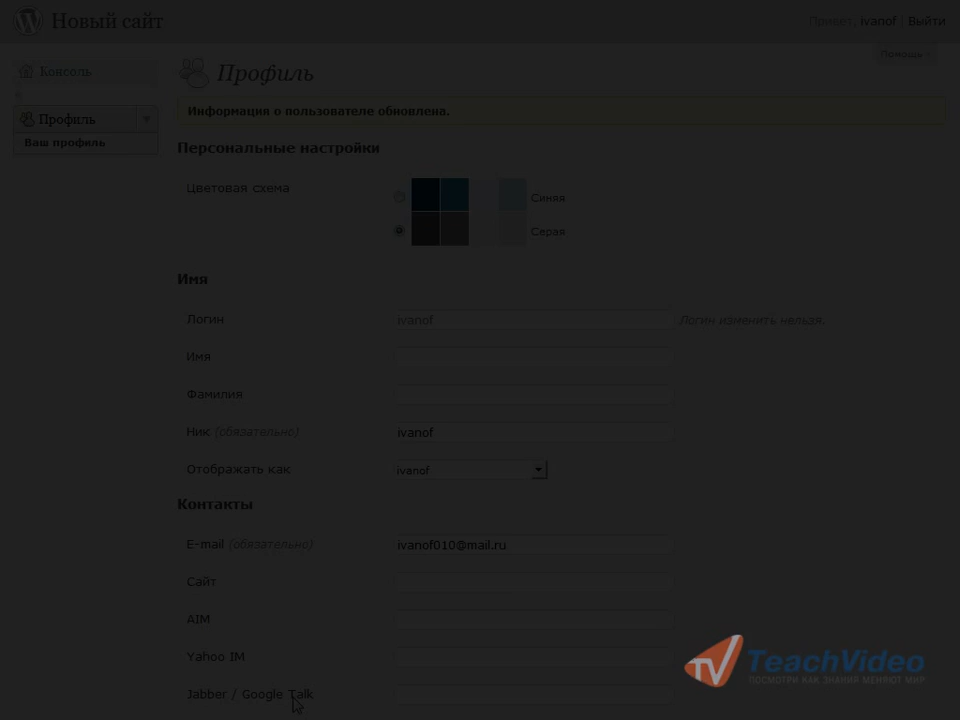 Новый сайт
Привет, ivanof | Выйти
Помощь
Консоль
Профиль
Профиль
Информация о пользователе обновлена.
Ваш профиль
Персональные настройки
Цветовая схема
Синяя
Серая
Имя
Логин
ivanof
Логин изменить нельзя.
Имя
Фамилия
Ник (обязательно)
ivanof
Отображать как
ivanof
Контакты
E-mail (обязательно)
ivanof010@mail.ru
Сайт
AIM
Yahoo IM
Jabber / Google Talk
TeachVideo
ПОСМОТРИ КАК ЗНАНИЯ МЕНЯЮТ МИР